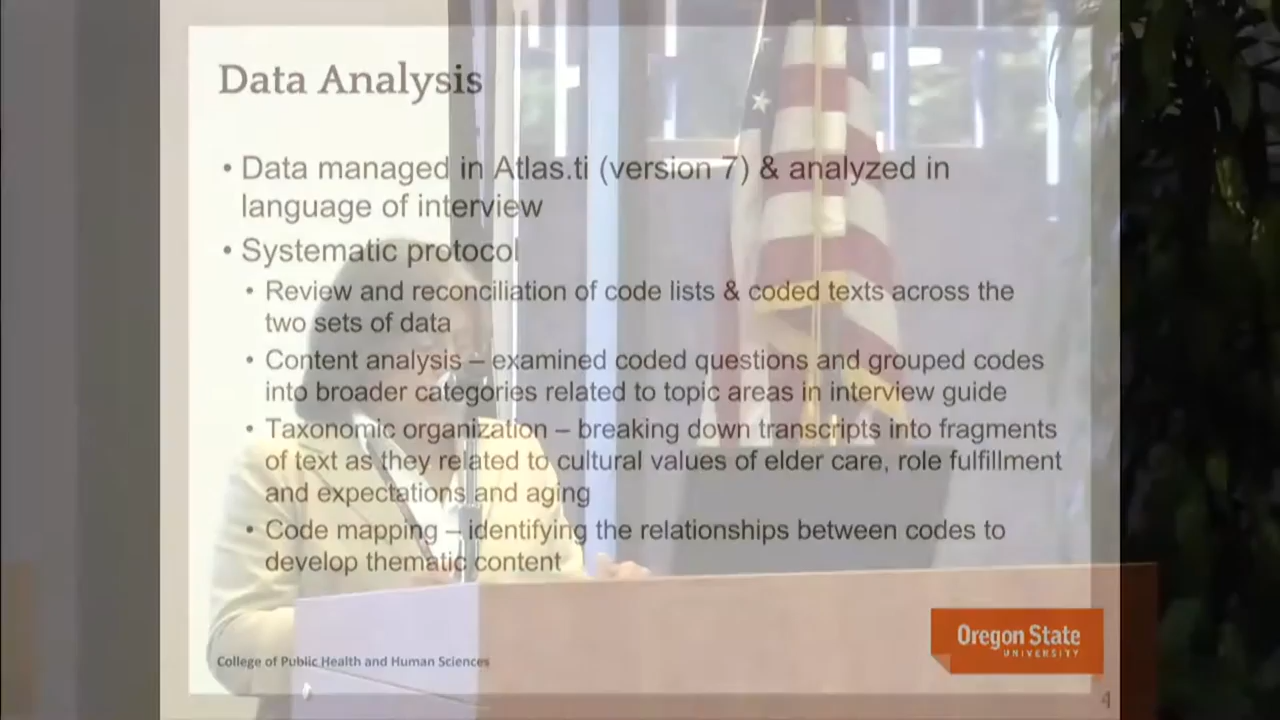 Data Analysis
• Data managed in Atlas.ti (version 7) & analyzed in
language of interview
• Systematic protocol
• Review and reconciliation of code lists & coded texts across the
two sets of data
• Content analysis – examined coded questions and grouped codes
into broader categories related to topic areas in interview guide
• Taxonomic organization – breaking down transcripts into fragments
of text as they related to cultural values of elder care, role fulfillment
and expectations and aging
• Code mapping – identifying the relationships between codes to
develop thematic content
Oregon State
UNIVERSITY
College of Public Health and Human Sciences
4